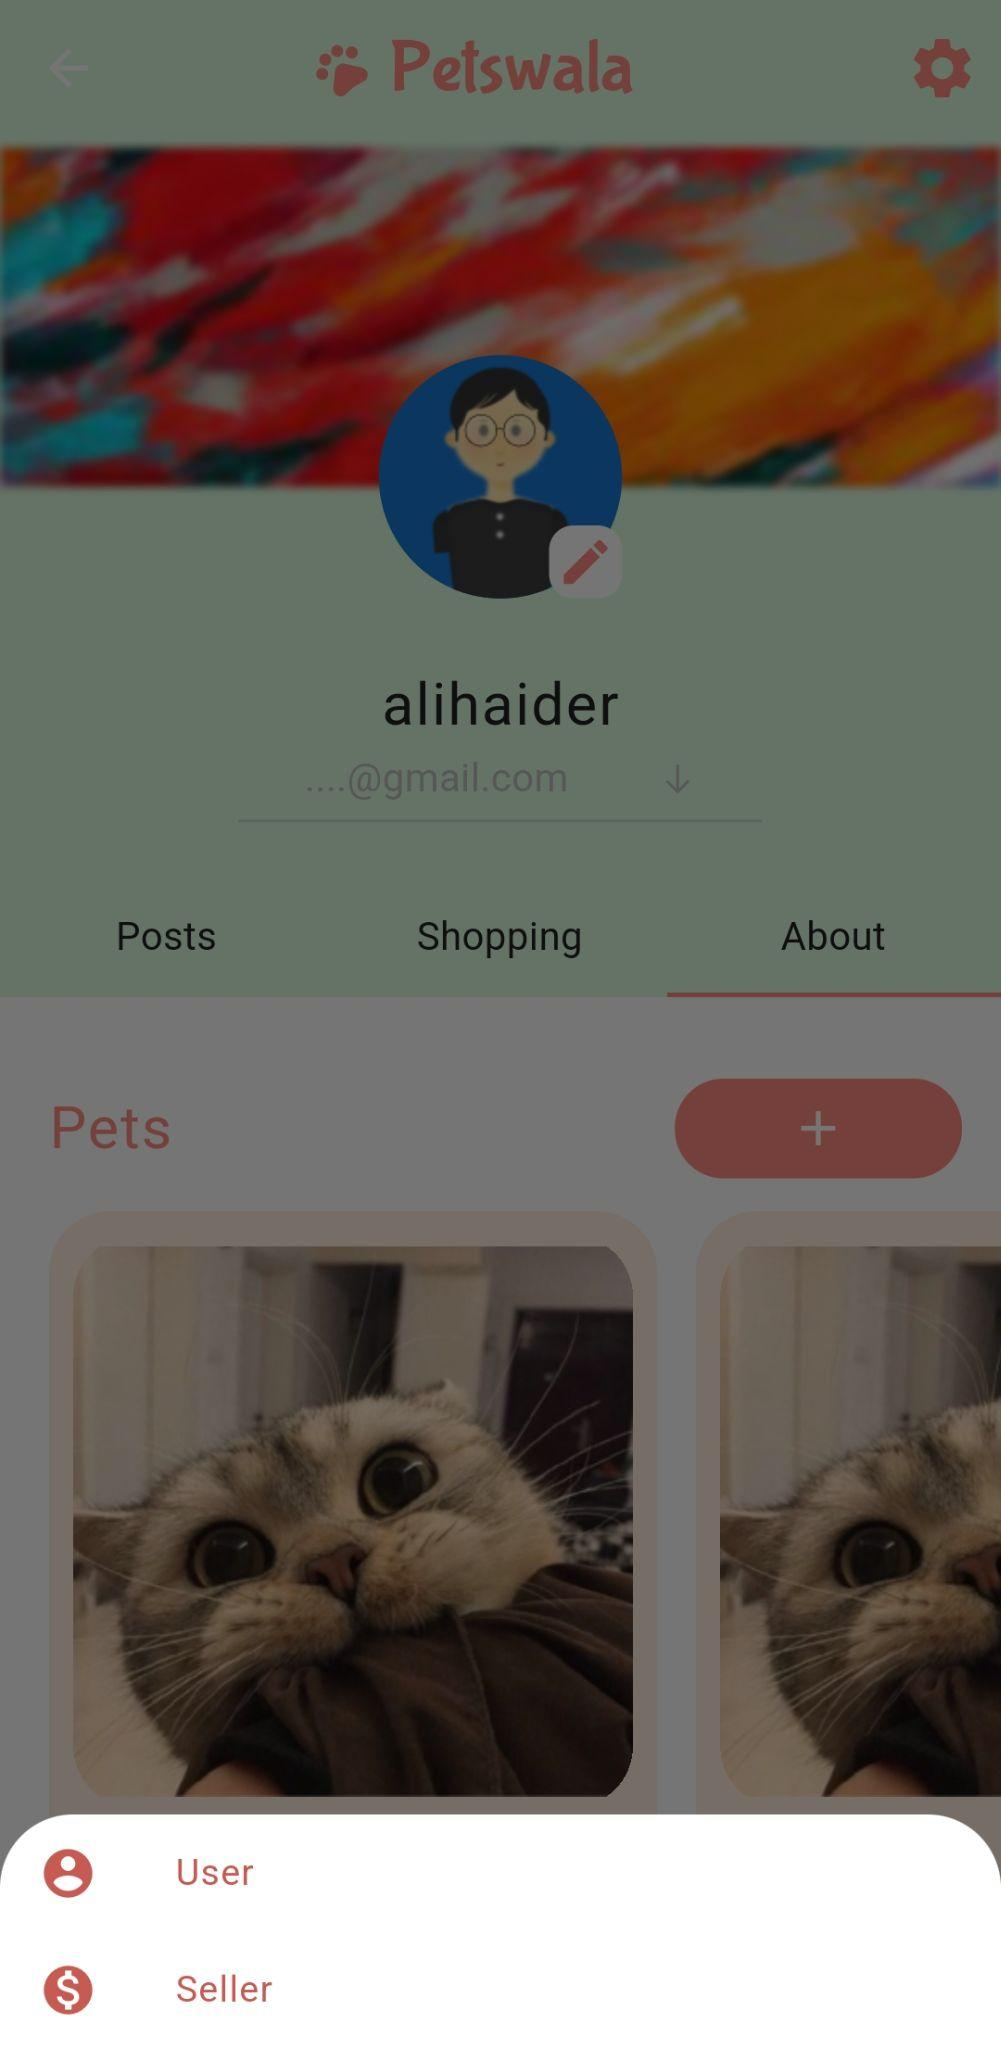 Petswala
alihaider
....@gmail.com
Posts
Shopping
About
Pets
User
Seller